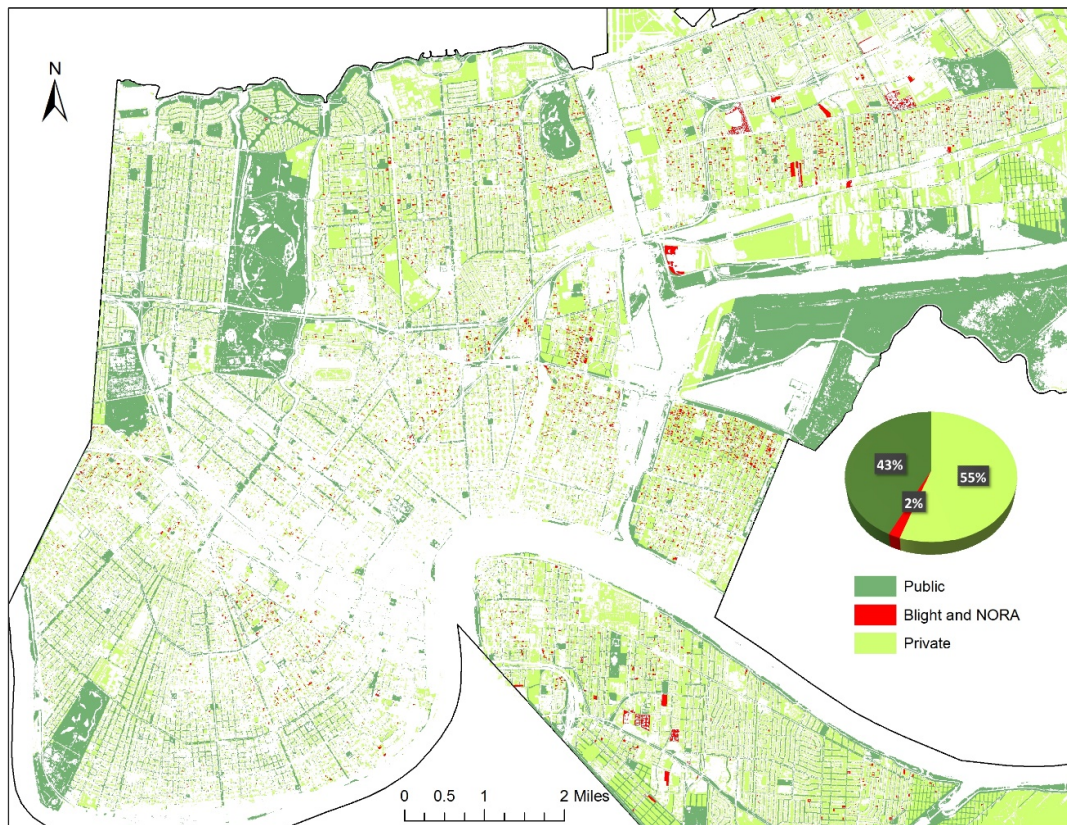 N
43%
55%
2%
Public
Blight and NORA
Private
0 0.5 1 2 Miles